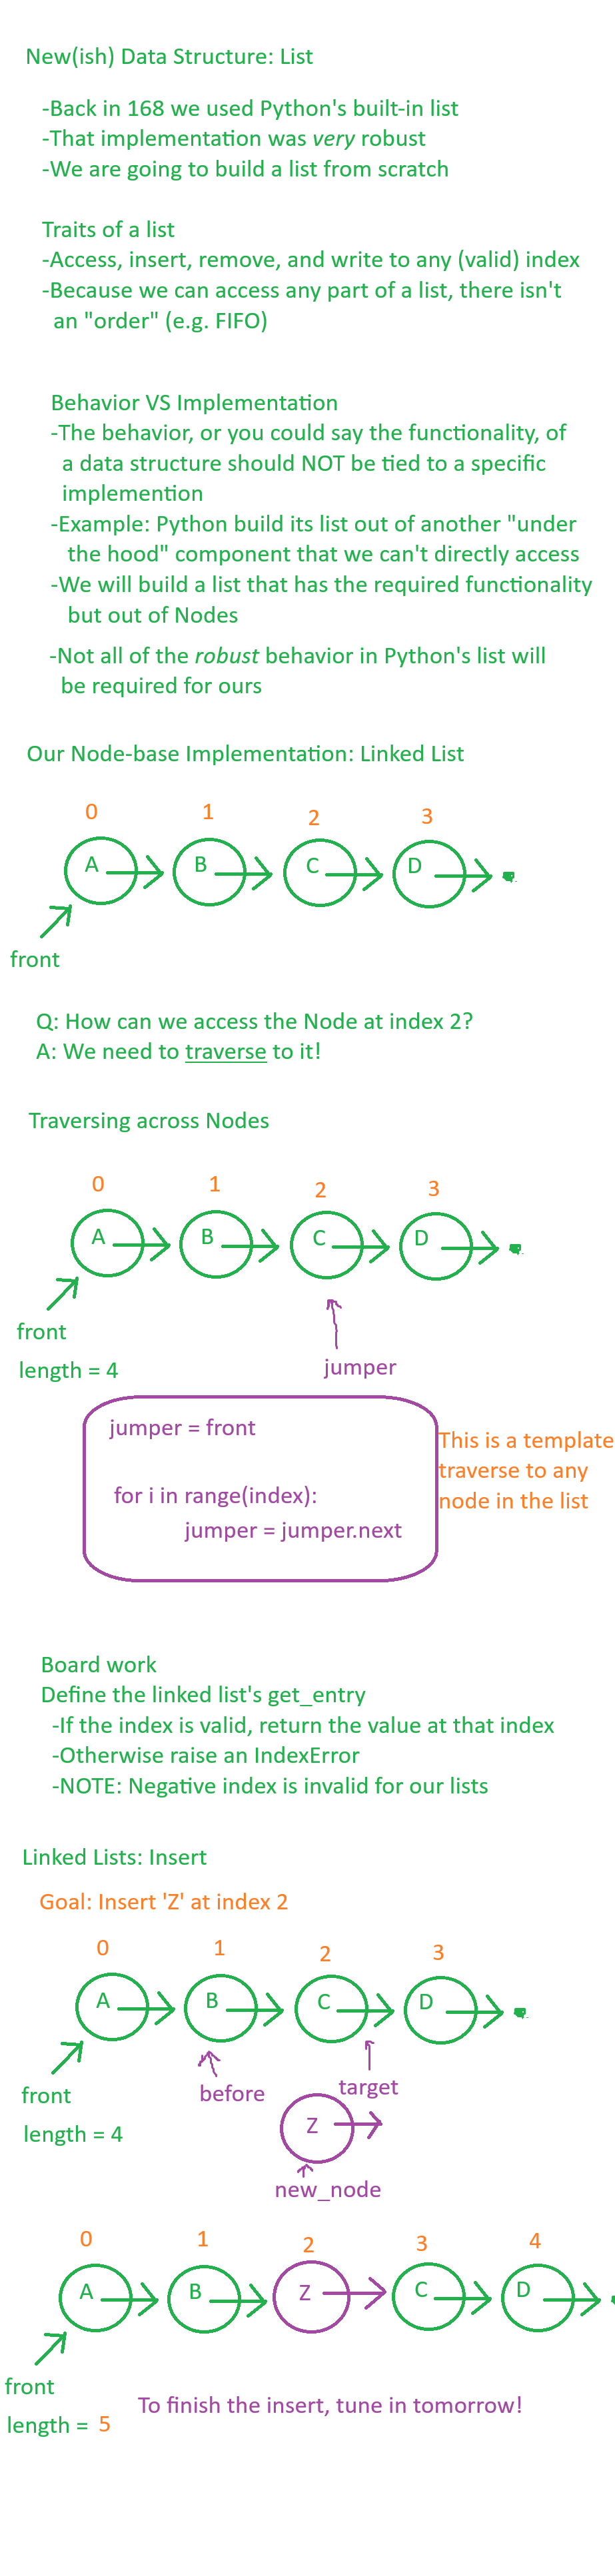 New(ish) Data Structure: List
-Back in 168 we used Python's built-in list
-That implementation was very robust
-We are going to build a list from scratch
Traits of a list
-Access, insert, remove, and write to any (valid) index
-Because we can access any part of a list, there isn't
an "order" (e.g. FIFO)
Behavior VS Implementation
-The behavior, or you could say the functionality, of
a data structure should NOT be tied to a specific
implemention
-Example: Python build its list out of another "under
the hood" component that we can't directly access
-We will build a list that has the required functionality
but out of Nodes
-Not all of the robust behavior in Python's list will
be required for ours
Our Node-base Implementation: Linked List
0 1 2 3
A B C D
front
Q: How can we access the Node at index 2?
A: We need to traverse to it!
Traversing across Nodes
0 1 2 3
A B C D
front
length = 4
jumper
jumper = front
for i in range(index):
jumper = jumper.next
This is a template
traverse to any
node in the list
Board work
Define the linked list's get_entry
-If the index is valid, return the value at that index
-Otherwise raise an IndexError
-NOTE: Negative index is invalid for our lists
Linked Lists: Insert
Goal: Insert 'Z' at index 2
0 1 2 3
A B C D
front
before
target
length = 4
Z
new_node
0 1 2 3 4
A B Z C D
front
length = 5
To finish the insert, tune in tomorrow!